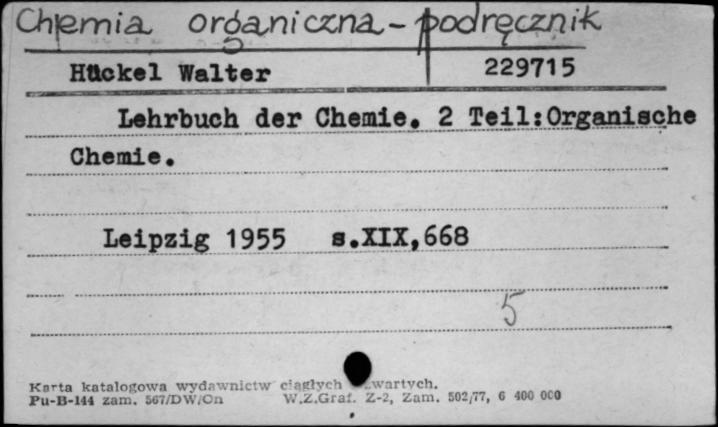 Chemia organiczna - podręcznik
Hückel Walter 229715
Lehrbuch der Chemie. 2 Teil:Organische
Chemie.
Leipzig 1955 s.XIX,668
5
Karta katalogowa wydawnictw ciągłych zwartych.
Pu-B-144 zam. 567/DW/On W.Z.Graf. Z-2, Zam. 502/77, 6 400 000